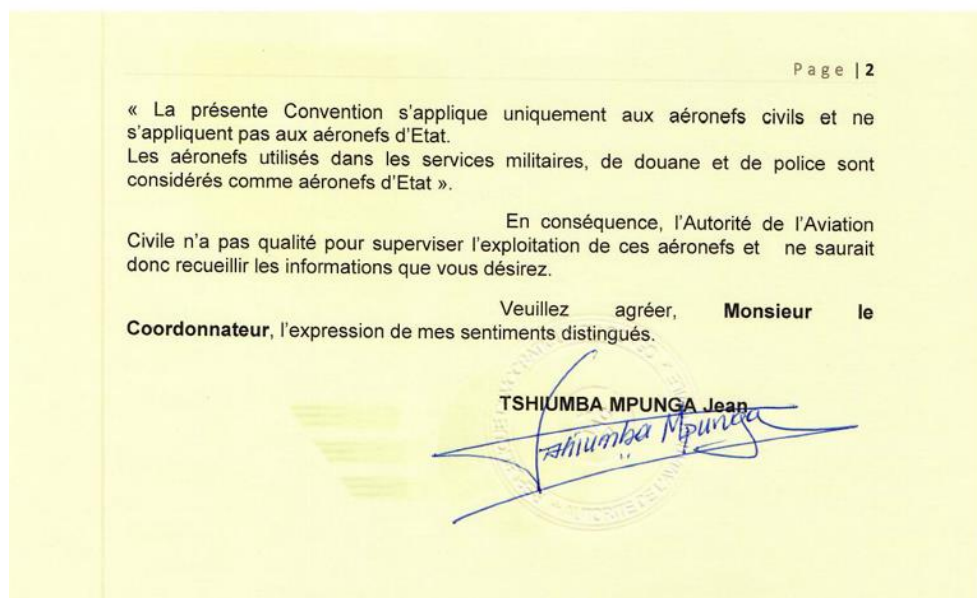 Page | 2
« La présente Convention s’applique uniquement aux aéronefs civils et ne
s’appliquent pas aux aéronefs d’Etat.
Les aéronefs utilisés dans les services militaires, de douane et de police sont
considérés comme aéronefs d’Etat ».
En conséquence, l’Autorité de l’Aviation
Civile n’a pas qualité pour superviser l’exploitation de ces aéronefs et ne saurait
donc recueillir les informations que vous désirez.
Veuillez agréer, Monsieur le
Coordonnateur, l’expression de mes sentiments distingués.
TSHIUMBA MPUNGA Jean
Tshiumba Mpunga